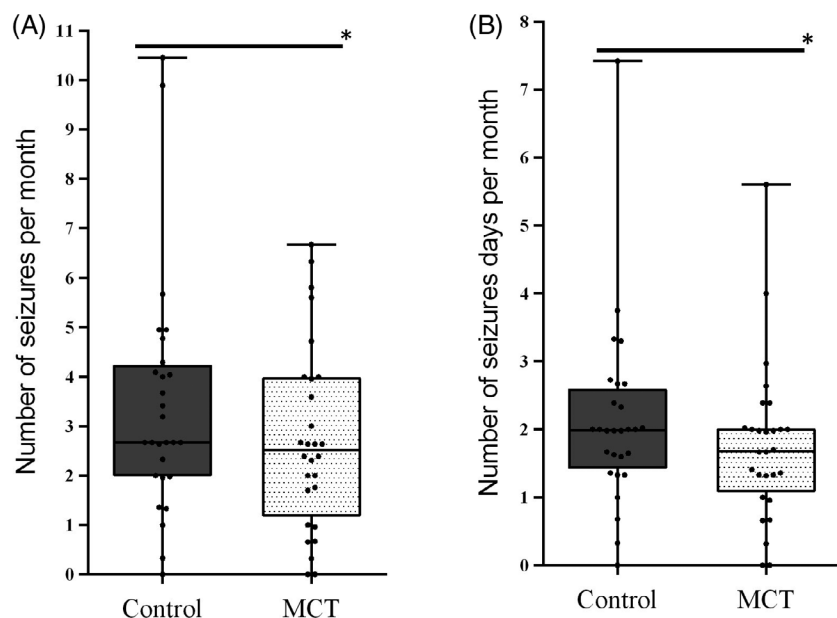 (A)
*
Number of seizures per month
11
10
9
8
7
6
5
4
3
2
1
0
Control
MCT
(B)
*
Number of seizures days per month
8
7
6
5
4
3
2
1
0
Control
MCT